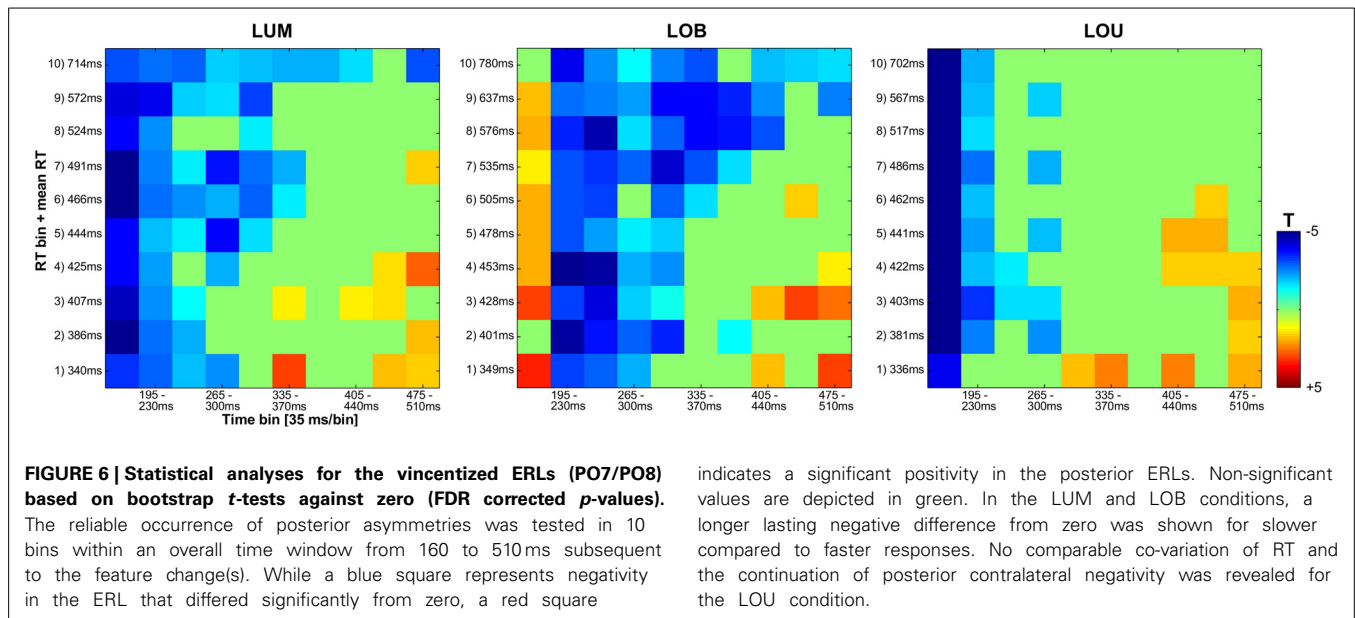 LUM
LOB
LOU
RT bin + mean RT
10) 714ms
9) 572ms
8) 524ms
7) 491ms
6) 466ms
5) 444ms
4) 425ms
3) 407ms
2) 386ms
1) 340ms
195 - 230ms
265 - 300ms
335 - 370ms
405 - 440ms
475 - 510ms
Time bin [35 ms/bin]
10) 780ms
9) 637ms
8) 576ms
7) 535ms
6) 505ms
5) 478ms
4) 453ms
3) 428ms
2) 401ms
1) 349ms
195 - 230ms
265 - 300ms
335 - 370ms
405 - 440ms
475 - 510ms
10) 702ms
9) 567ms
8) 517ms
7) 486ms
6) 462ms
5) 441ms
4) 422ms
3) 403ms
2) 381ms
1) 336ms
195 - 230ms
265 - 300ms
335 - 370ms
405 - 440ms
475 - 510ms
T
-5
+5
FIGURE 6 | Statistical analyses for the vincentized ERLs (PO7/PO8)
based on bootstrap t-tests against zero (FDR corrected p-values).
The reliable occurrence of posterior asymmetries was tested in 10
bins within an overall time window from 160 to 510 ms subsequent
to the feature change(s). While a blue square represents negativity
in the ERL that differed significantly from zero, a red square
indicates a significant positivity in the posterior ERLs. Non-significant
values are depicted in green. In the LUM and LOB conditions, a
longer lasting negative difference from zero was shown for slower
compared to faster responses. No comparable co-variation of RT and
the continuation of posterior contralateral negativity was revealed for
the LOU condition.